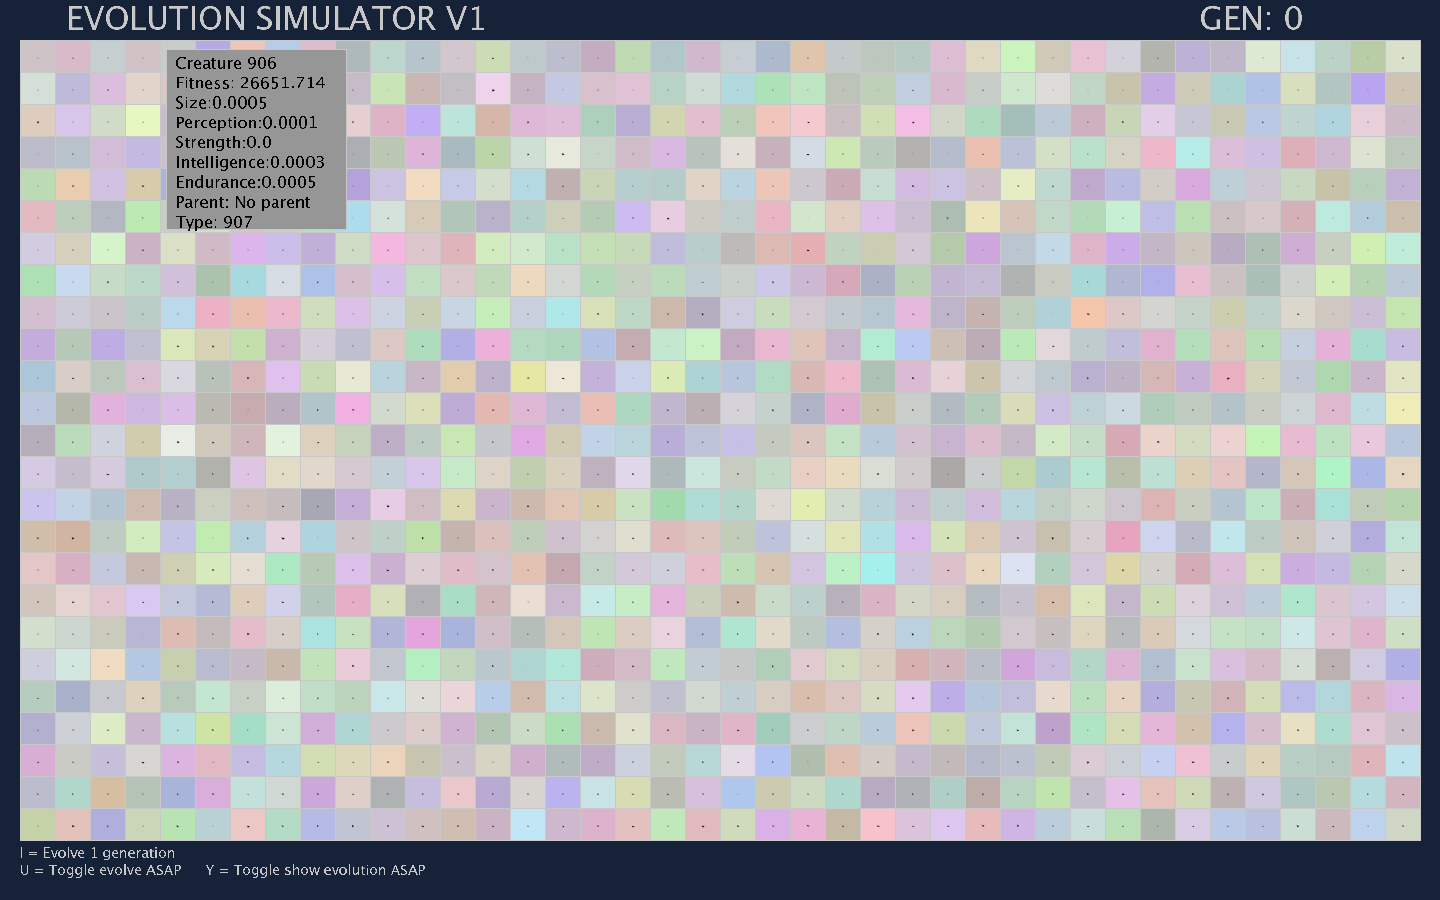 EVOLUTION SIMULATOR V1
GEN: 0
Creature 906
Fitness: 26651.714
Size:0.0005
Perception:0.0001
Strength:0.0
Intelligence:0.0003
Endurance:0.0005
Parent: No parent
Type: 907
I = Evolve 1 generation
U = Toggle evolve ASAP Y = Toggle show evolution ASAP